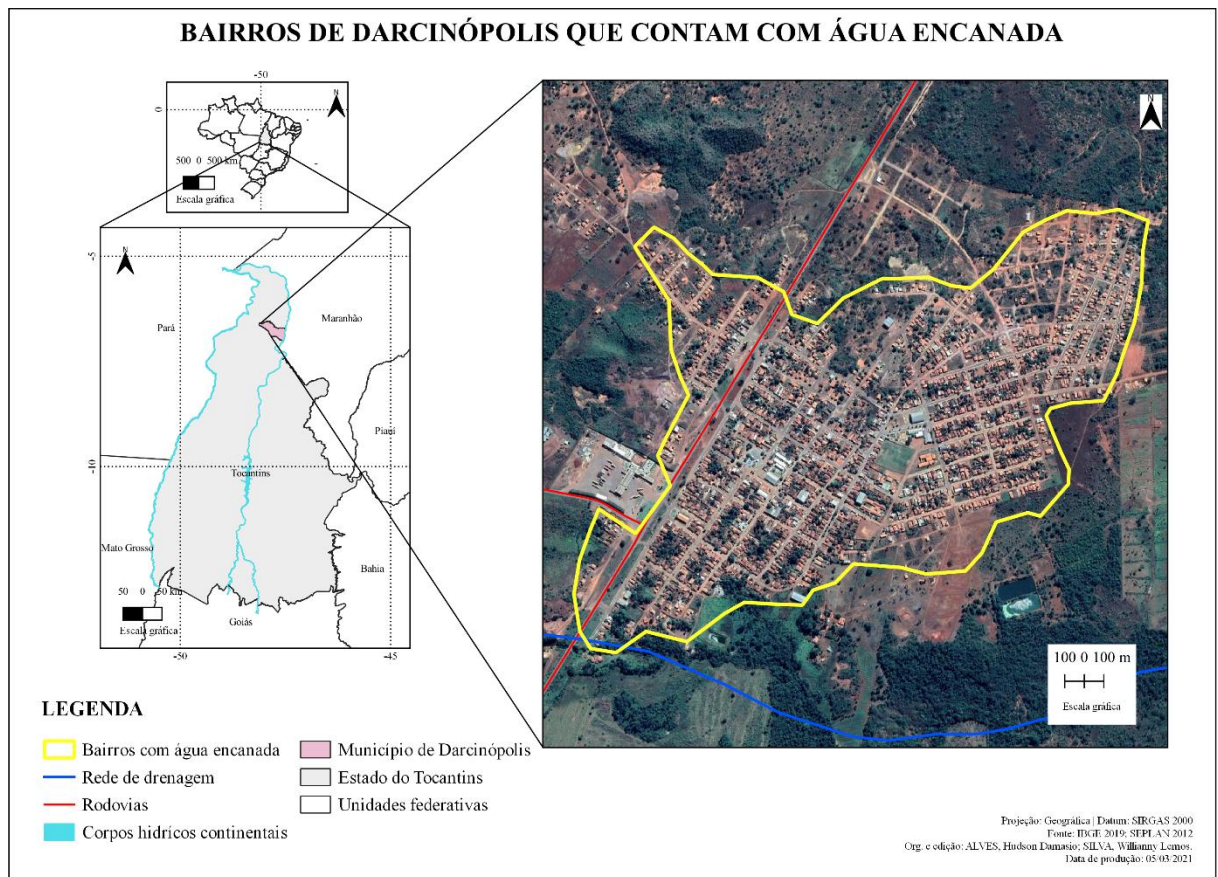 BAIRROS DE DARCINÓPOLIS QUE CONTAM COM ÁGUA ENCANADA
-50
0
N
500 0 500 km
Escala gráfica
N
-5
N
Pará
Maranhão
Piauí
-10
Tocantins
Mato Grosso
Bahia
50 0 50 km
Escala gráfica
Goiás
-50
-45
100 0 100 m
Escala gráfica
LEGENDA
Bairros com água encanada
Município de Darcinópolis
Rede de drenagem
Estado do Tocantins
Rodovias
Unidades federativas
Corpos hídricos continentais
Projeção: Geográfica | Datum: SIRGAS 2000
Fonte: IBGE 2019; SEPLAN 2012
Org. e edição: ALVES, Hudson Damasio; SILVA, Willianny Lemos.
Data de produção: 05/03/2021